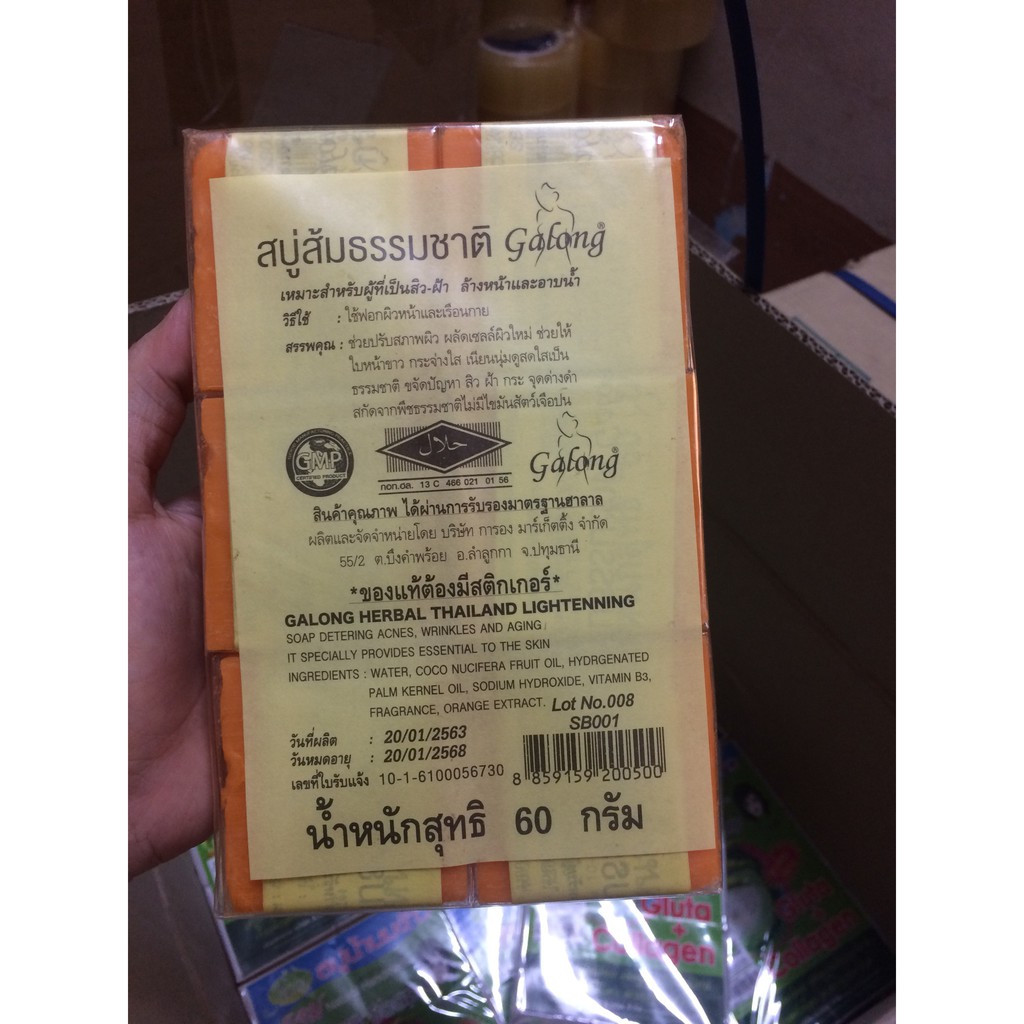 สบู่ส้มธรรมชาติ Galong®
เหมาะสำหรับผู้ที่เป็นสิว-ฝ้า ล้างหน้าและอาบน้ำ
วิธีใช้ : ใช้ฟอกผิวหน้าและเรือนกาย
สรรพคุณ : ช่วยปรับสภาพผิว ผลัดเซลล์ผิวใหม่ ช่วยให้
ใบหน้าขาว กระจ่างใส เนียนนุ่มดูสดใสเป็น
ธรรมชาติ ขจัดปัญหา สิว ฝ้า กระ จุดด่างดำ
สกัดจากพืชธรรมชาติไม่มีไขมันสัตว์เจือปน
GMP
CERTIFIED PRODUCT
حلال
กอท.ฮล. 13 C 466 021 01 56
Galong®
สินค้าคุณภาพ ได้ผ่านการรับรองมาตรฐานฮาลาล
ผลิตและจัดจำหน่ายโดย บริษัท การอง มาร์เก็ตติ้ง จำกัด
55/2 ต.บึงคำพร้อย อ.ลำลูกกา จ.ปทุมธานี
*ของแท้ต้องมีสติกเกอร์*
GALONG HERBAL THAILAND LIGHTENNING
SOAP DETERING ACNES, WRINKLES AND AGING
IT SPECIALLY PROVIDES ESSENTIAL TO THE SKIN
INGREDIENTS : WATER, COCO NUCIFERA FRUIT OIL, HYDRGENATED
PALM KERNEL OIL, SODIUM HYDROXIDE, VITAMIN B3,
FRAGRANCE, ORANGE EXTRACT. Lot No.008
SB001
วันที่ผลิต : 20/01/2563
วันหมดอายุ : 20/01/2568
เลขที่ใบรับแจ้ง 10-1-6100056730
8 859159 200500
น้ำหนักสุทธิ 60 กรัม
Gluta
+
Collagen